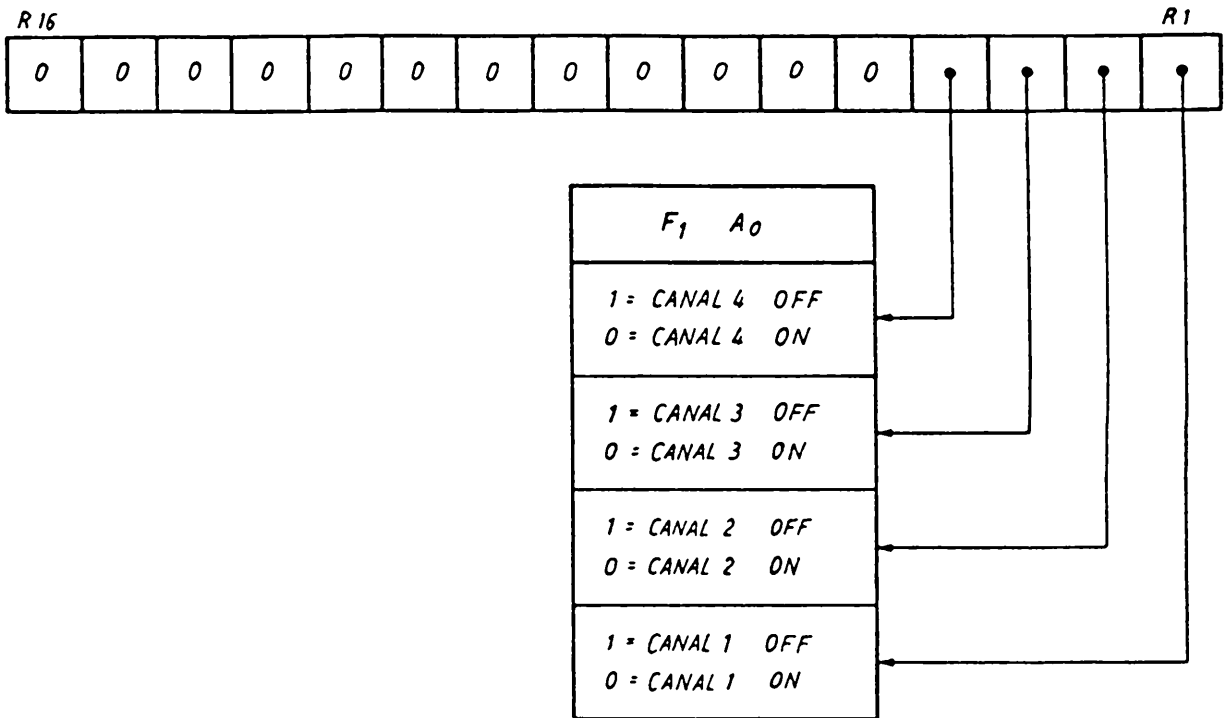 R 16 R 1
0 0 0 0 0 0 0 0 0 0 0 0
F1 A0
1 = CANAL 4 OFF
0 = CANAL 4 ON
1 = CANAL 3 OFF
0 = CANAL 3 ON
1 = CANAL 2 OFF
0 = CANAL 2 ON
1 = CANAL 1 OFF
0 = CANAL 1 ON